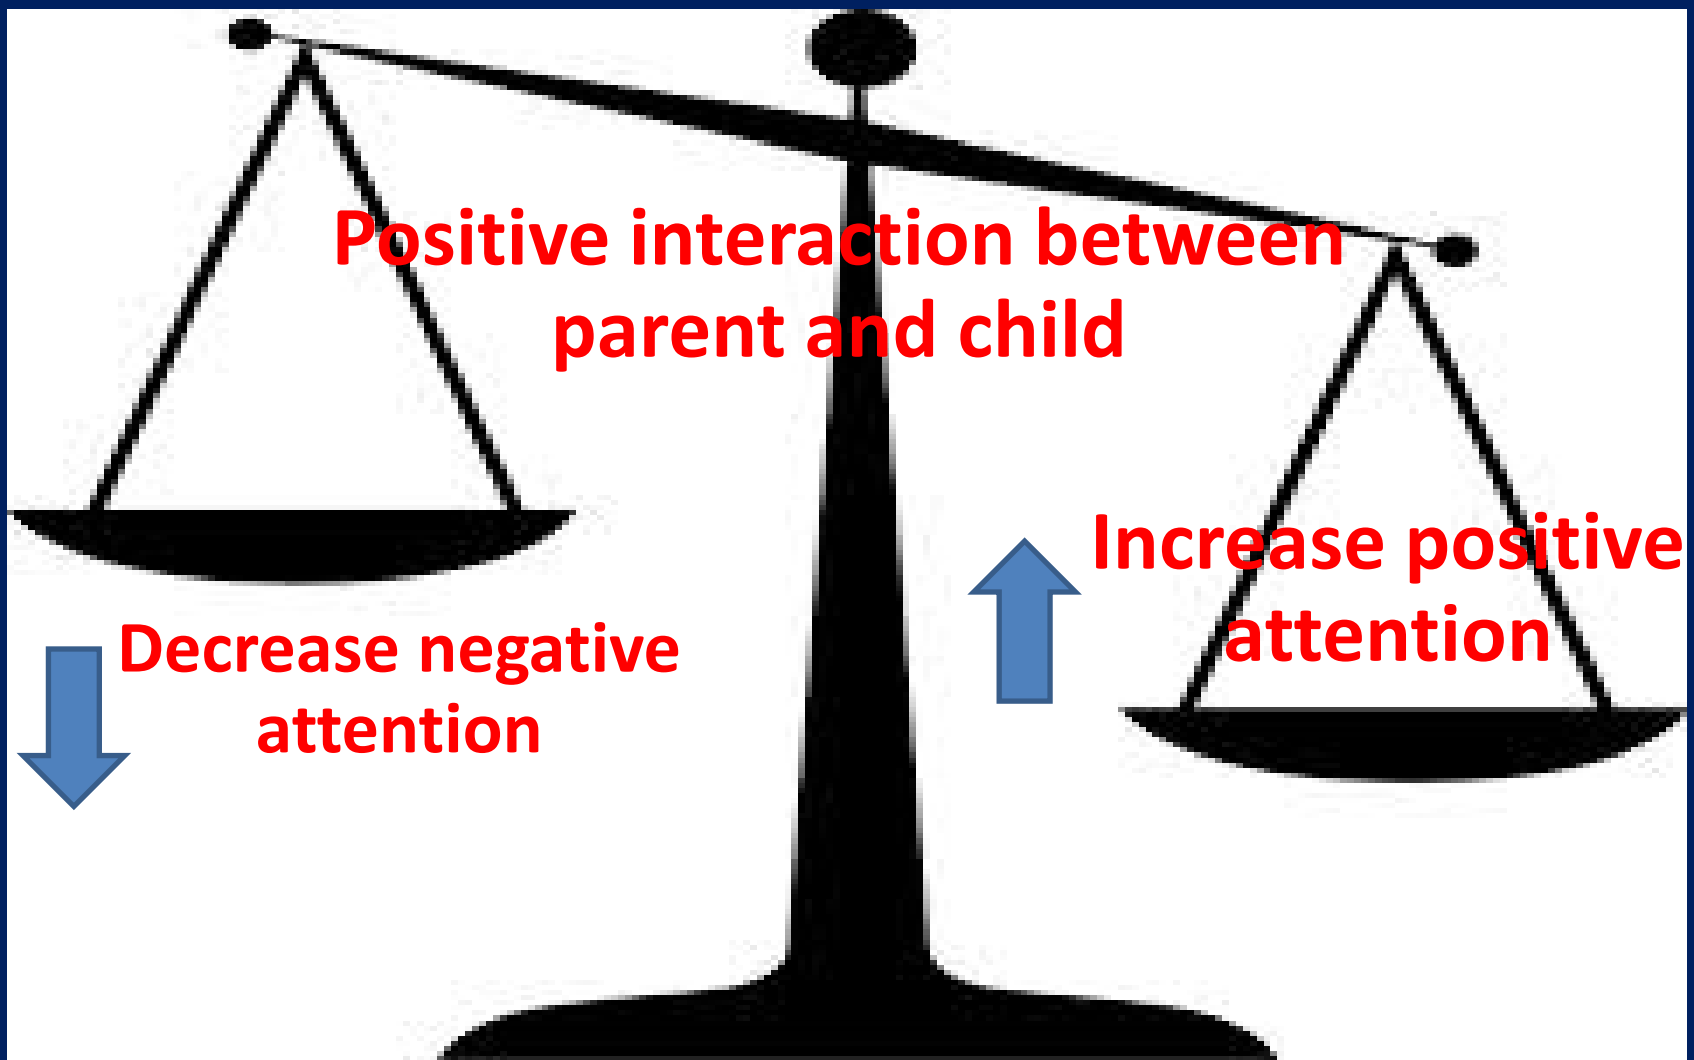 Positive interaction between
parent and child
Increase positive
attention
Decrease negative
attention